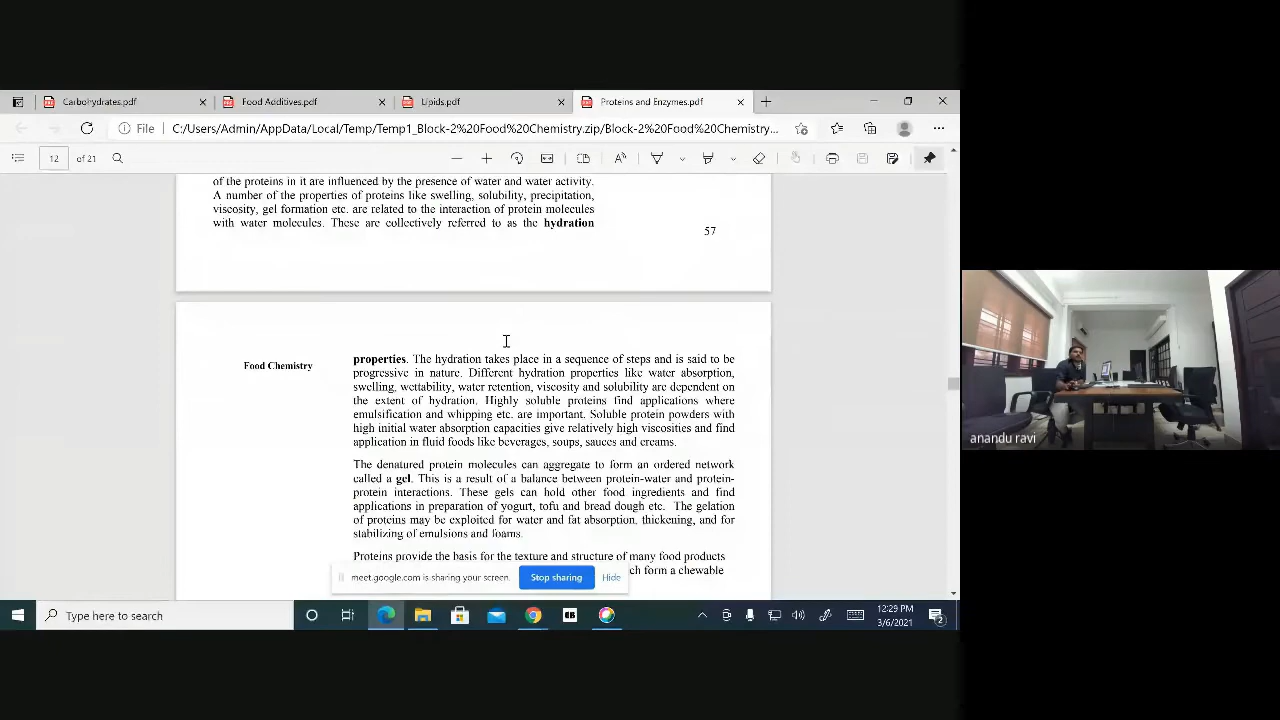 Carbohydrates.pdf
Food Additives.pdf
Lipids.pdf
Proteins and Enzymes.pdf
File
C:/Users/Admin/AppData/Local/Temp/Temp1_Block-2%20Food%20Chemistry.zip/Block-2%20Food%20Chemistry...
12 of 21
of the proteins in it are influenced by the presence of water and water activity.
A number of the properties of proteins like swelling, solubility, precipitation,
viscosity, gel formation etc. are related to the interaction of protein molecules
with water molecules. These are collectively referred to as the hydration
57
Food Chemistry
properties. The hydration takes place in a sequence of steps and is said to be
progressive in nature. Different hydration properties like water absorption,
swelling, wettability, water retention, viscosity and solubility are dependent on
the extent of hydration. Highly soluble proteins find applications where
emulsification and whipping etc. are important. Soluble protein powders with
high initial water absorption capacities give relatively high viscosities and find
application in fluid foods like beverages, soups, sauces and creams.
The denatured protein molecules can aggregate to form an ordered network
called a gel. This is a result of a balance between protein-water and protein-
protein interactions. These gels can hold other food ingredients and find
applications in preparation of yogurt, tofu and bread dough etc. The gelation
of proteins may be exploited for water and fat absorption, thickening, and for
stabilizing of emulsions and foams.
Proteins provide the basis for the texture and structure of many food products
ch form a chewable
meet.google.com is sharing your screen.
Stop sharing
Hide
anandu ravi
Type here to search
12:29 PM
3/6/2021
2